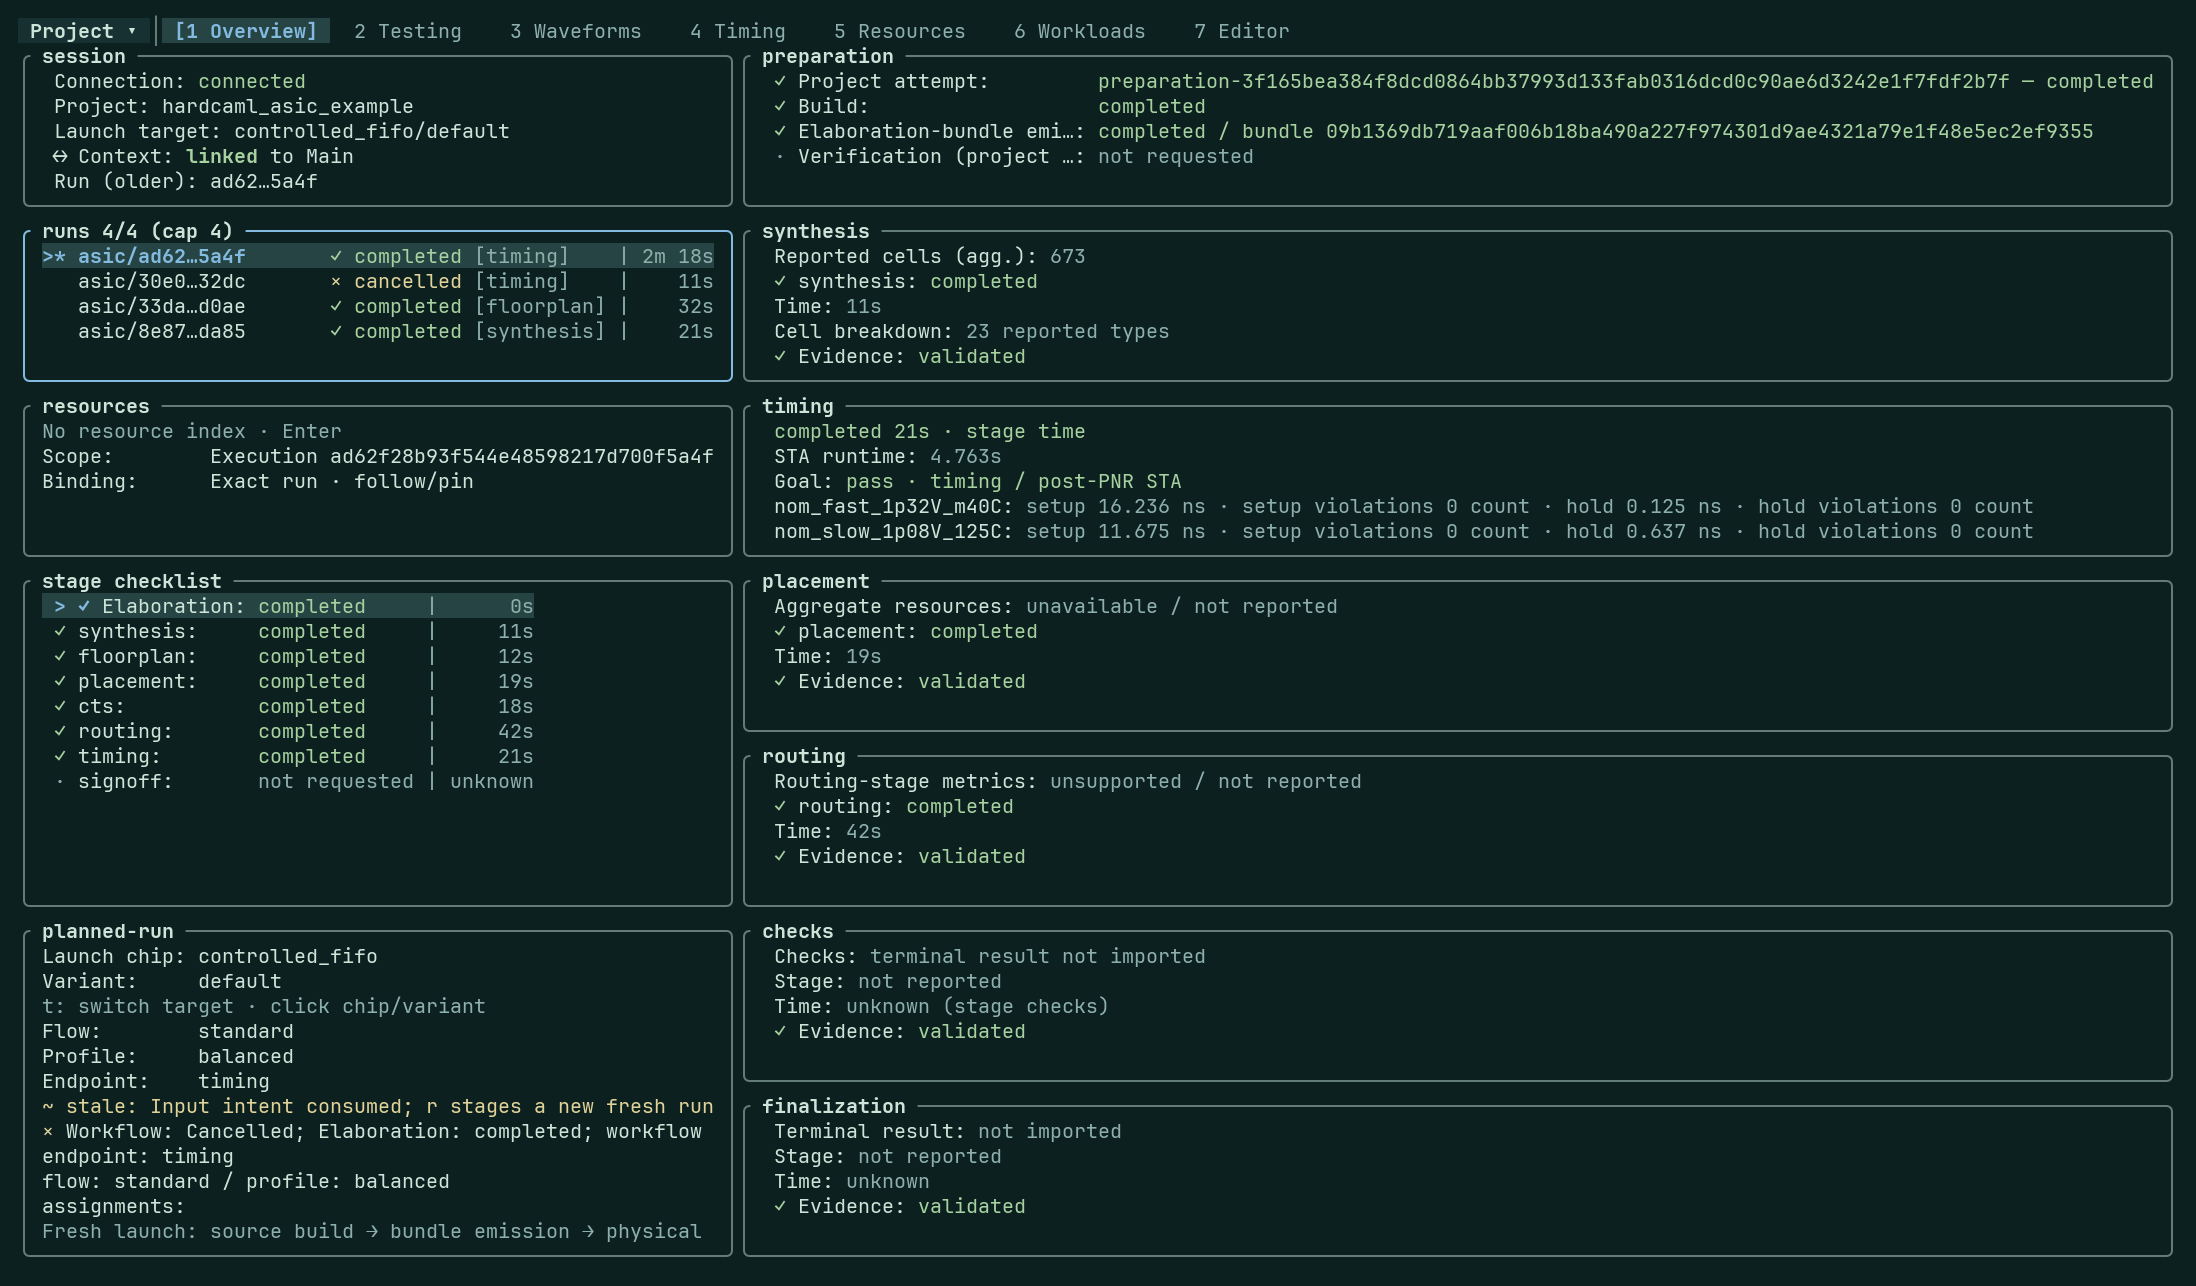 Project ▾ [1 Overview] 2 Testing 3 Waveforms 4 Timing 5 Resources 6 Workloads 7 Editor
session
Connection: connected
Project: hardcaml_asic_example
Launch target: controlled_fifo/default
↔ Context: linked to Main
Run (older): ad62…5a4f
runs 4/4 (cap 4)
>* asic/ad62…5a4f ✓ completed [timing] | 2m 18s
asic/30e0…32dc × cancelled [timing] | 11s
asic/33da…d0ae ✓ completed [floorplan] | 32s
asic/8e87…da85 ✓ completed [synthesis] | 21s
resources
No resource index · Enter
Scope: Execution ad62f28b93f544e48598217d700f5a4f
Binding: Exact run · follow/pin
stage checklist
> ✓ Elaboration: completed | 0s
✓ synthesis: completed | 11s
✓ floorplan: completed | 12s
✓ placement: completed | 19s
✓ cts: completed | 18s
✓ routing: completed | 42s
✓ timing: completed | 21s
· signoff: not requested | unknown
planned-run
Launch chip: controlled_fifo
Variant: default
t: switch target · click chip/variant
Flow: standard
Profile: balanced
Endpoint: timing
~ stale: Input intent consumed; r stages a new fresh run
× Workflow: Cancelled; Elaboration: completed; workflow
endpoint: timing
flow: standard / profile: balanced
assignments:
Fresh launch: source build → bundle emission → physical
preparation
✓ Project attempt: preparation-3f165bea384f8dcd0864bb37993d133fab0316dcd0c90ae6d3242e1f7fdf2b7f — completed
✓ Build: completed
✓ Elaboration-bundle emi…: completed / bundle 09b1369db719aaf006b18ba490a227f974301d9ae4321a79e1f48e5ec2ef9355
· Verification (project …: not requested
synthesis
Reported cells (agg.): 673
✓ synthesis: completed
Time: 11s
Cell breakdown: 23 reported types
✓ Evidence: validated
timing
completed 21s · stage time
STA runtime: 4.763s
Goal: pass · timing / post-PNR STA
nom_fast_1p32V_m40C: setup 16.236 ns · setup violations 0 count · hold 0.125 ns · hold violations 0 count
nom_slow_1p08V_125C: setup 11.675 ns · setup violations 0 count · hold 0.637 ns · hold violations 0 count
placement
Aggregate resources: unavailable / not reported
✓ placement: completed
Time: 19s
✓ Evidence: validated
routing
Routing-stage metrics: unsupported / not reported
✓ routing: completed
Time: 42s
✓ Evidence: validated
checks
Checks: terminal result not imported
Stage: not reported
Time: unknown (stage checks)
✓ Evidence: validated
finalization
Terminal result: not imported
Stage: not reported
Time: unknown
✓ Evidence: validated